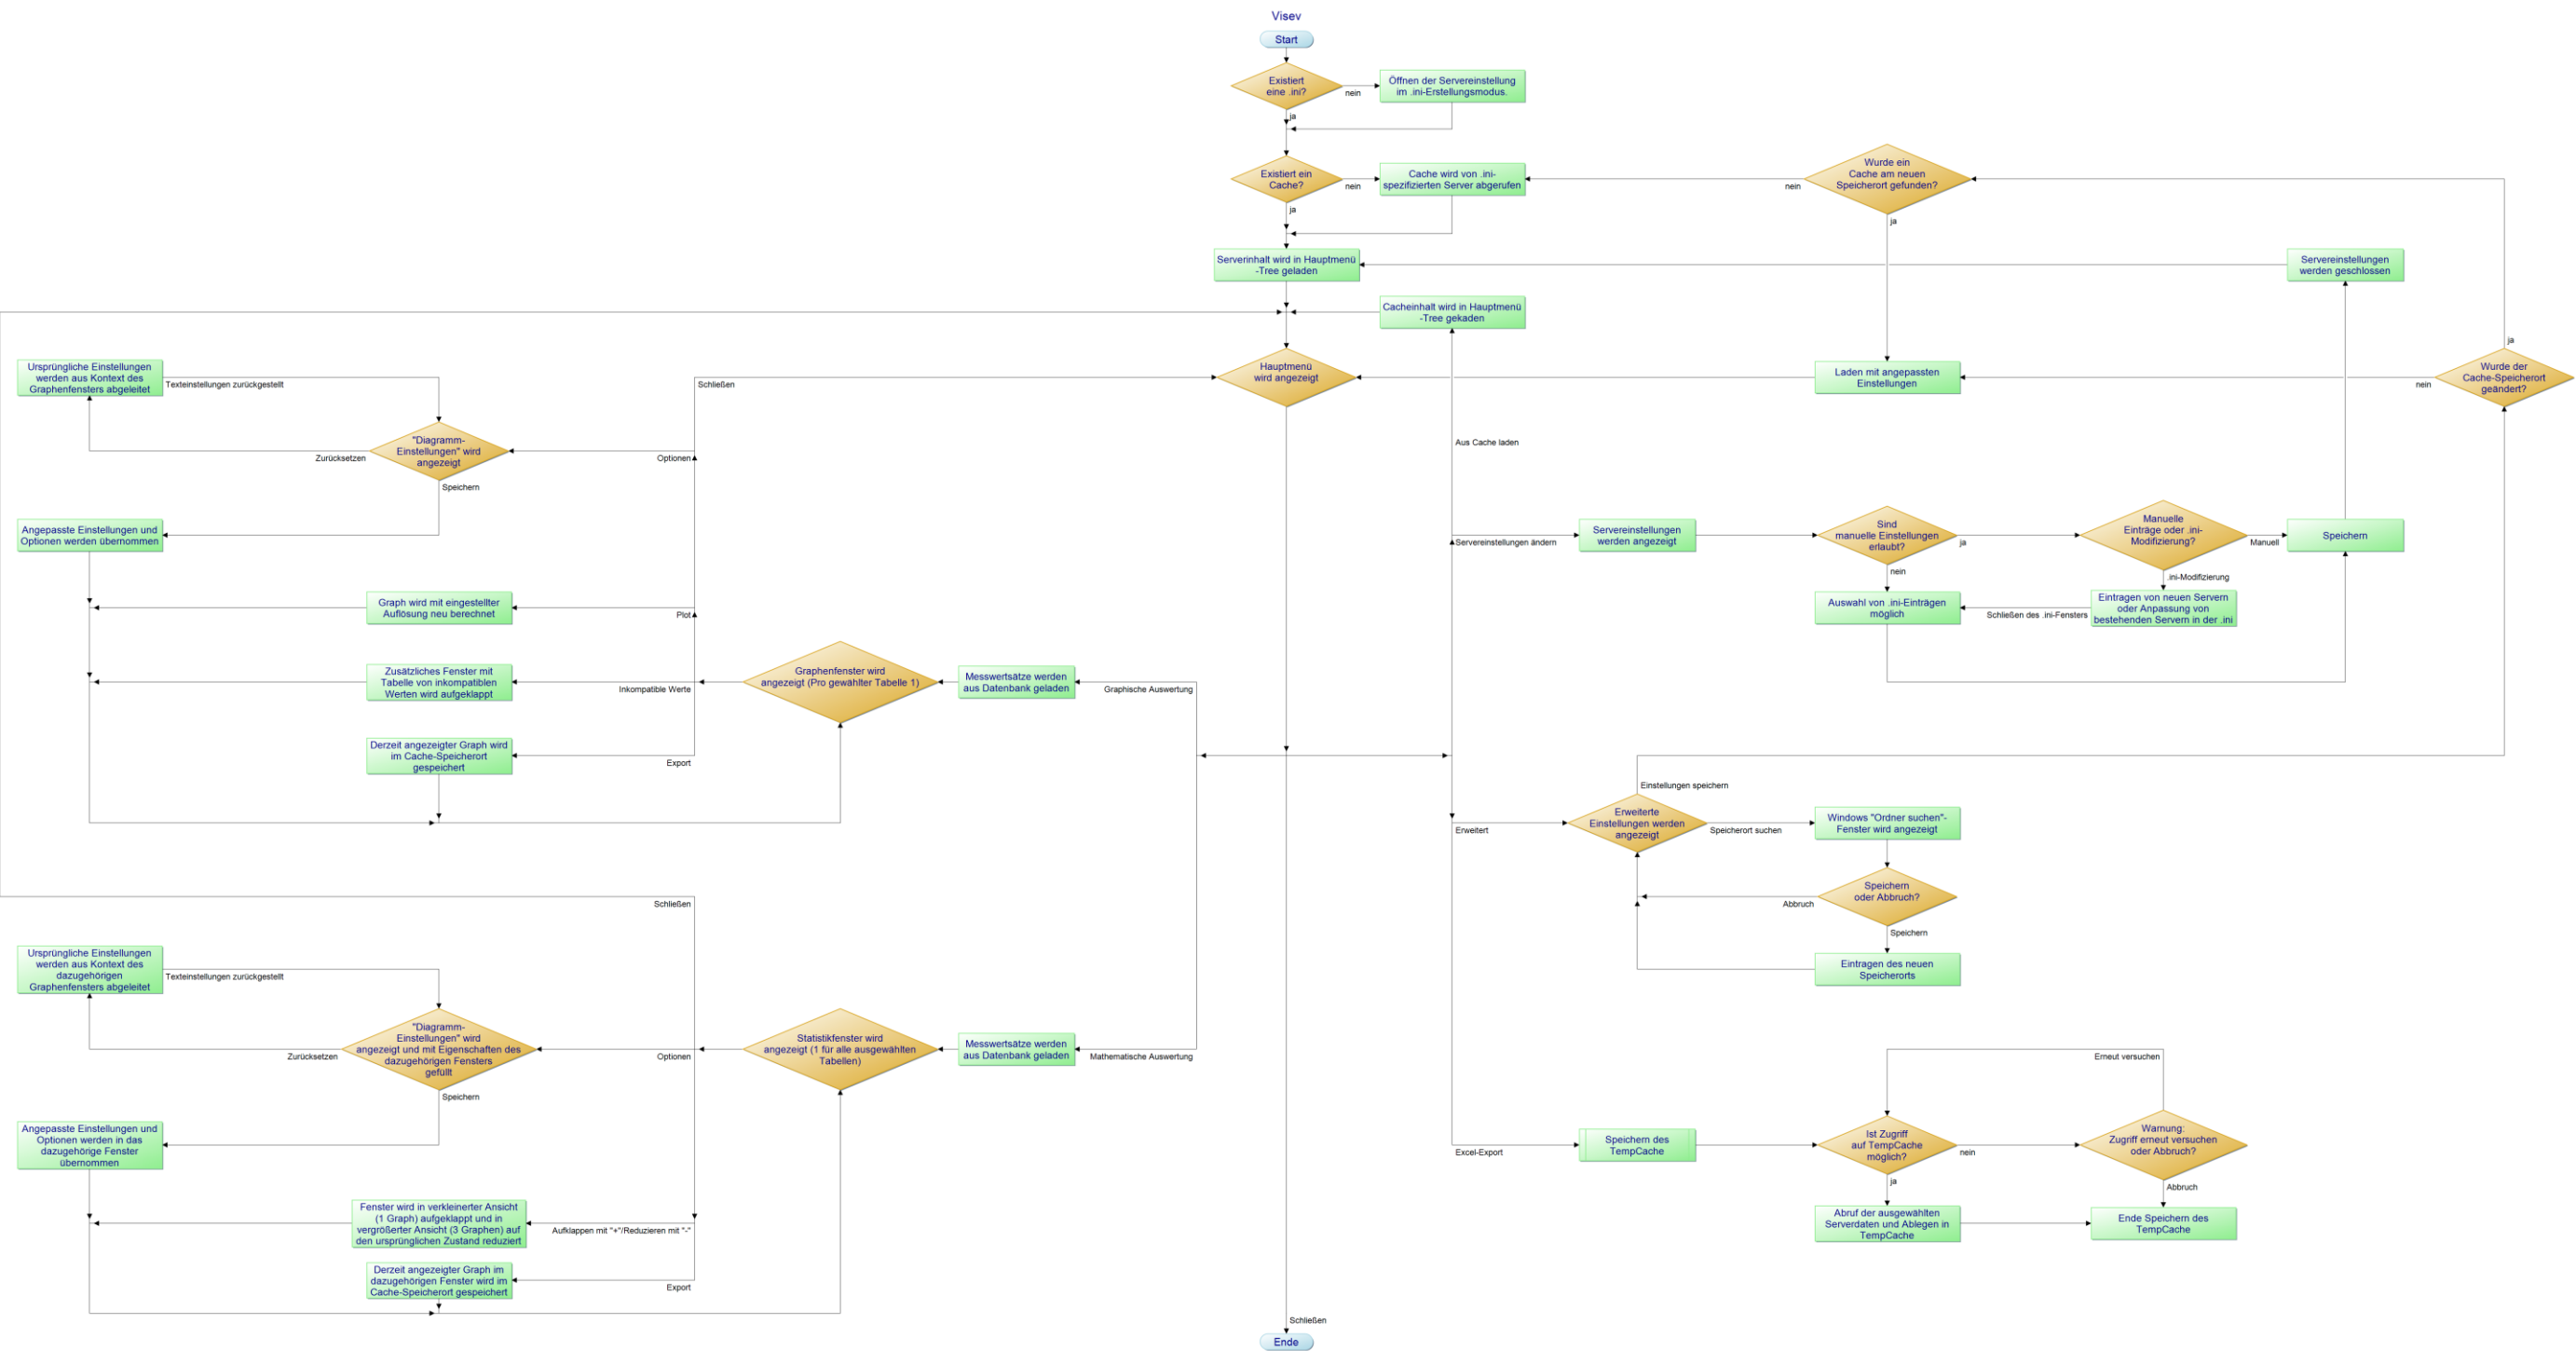 Visev
Start
Existiert
eine .ini?
nein
ja
Öffnen der Servereinstellung
im .ini-Erstellungsmodus.
Existiert ein
Cache?
nein
ja
Cache wird von .ini-
spezifizierten Server abgerufen
Wurde ein
Cache am neuen
Speicherort gefunden?
nein
ja
Serverinhalt wird in Hauptmenü
-Tree geladen
Servereinstellungen
werden geschlossen
Cacheinhalt wird in Hauptmenü
-Tree gekaden
Hauptmenü
wird angezeigt
Laden mit angepassten
Einstellungen
ja
Wurde der
Cache-Speicherort
geändert?
nein
Ursprüngliche Einstellungen
werden aus Kontext des
Graphenfensters abgeleitet
Texteinstellungen zurückgestellt
Schließen
"Diagramm-
Einstellungen" wird
angezeigt
Zurücksetzen
Optionen
Speichern
Aus Cache laden
Angepasste Einstellungen und
Optionen werden übernommen
Servereinstellungen ändern
Servereinstellungen
werden angezeigt
Sind
manuelle Einstellungen
erlaubt?
ja
nein
Manuelle
Einträge oder .ini-
Modifizierung?
Manuell
.ini-Modifizierung
Speichern
Graph wird mit eingestellter
Auflösung neu berechnet
Plot
Auswahl von .ini-Einträgen
möglich
Schließen des .ini-Fensters
Eintragen von neuen Servern
oder Anpassung von
bestehenden Servern in der .ini
Zusätzliches Fenster mit
Tabelle von inkompatiblen
Werten wird aufgeklappt
Inkompatible Werte
Graphenfenster wird
angezeigt (Pro gewählter Tabelle 1)
Messwertsätze werden
aus Datenbank geladen
Graphische Auswertung
Derzeit angezeigter Graph wird
im Cache-Speicherort
gespeichert
Export
Einstellungen speichern
Erweitert
Erweiterte
Einstellungen werden
angezeigt
Speicherort suchen
Windows "Ordner suchen"-
Fenster wird angezeigt
Speichern
oder Abbruch?
Abbruch
Speichern
Eintragen des neuen
Speicherorts
Schließen
Ursprüngliche Einstellungen
werden aus Kontext des
dazugehörigen
Graphenfensters abgeleitet
Texteinstellungen zurückgestellt
"Diagramm-
Einstellungen" wird
angezeigt und mit Eigenschaften des
dazugehörigen Fensters
gefüllt
Zurücksetzen
Optionen
Speichern
Statistikfenster wird
angezeigt (1 für alle ausgewählten
Tabellen)
Messwertsätze werden
aus Datenbank geladen
Mathematische Auswertung
Angepasste Einstellungen und
Optionen werden in das
dazugehörige Fenster
übernommen
Erneut versuchen
Excel-Export
Speichern des
TempCache
Ist Zugriff
auf TempCache
möglich?
nein
ja
Warnung:
Zugriff erneut versuchen
oder Abbruch?
Abbruch
Fenster wird in verkleinerter Ansicht
(1 Graph) aufgeklappt und in
vergrößerter Ansicht (3 Graphen) auf
den ursprünglichen Zustand reduziert
Aufklappen mit "+"/Reduzieren mit "-"
Abruf der ausgewählten
Serverdaten und Ablegen in
TempCache
Ende Speichern des
TempCache
Derzeit angezeigter Graph im
dazugehörigen Fenster wird im
Cache-Speicherort gespeichert
Export
Schließen
Ende